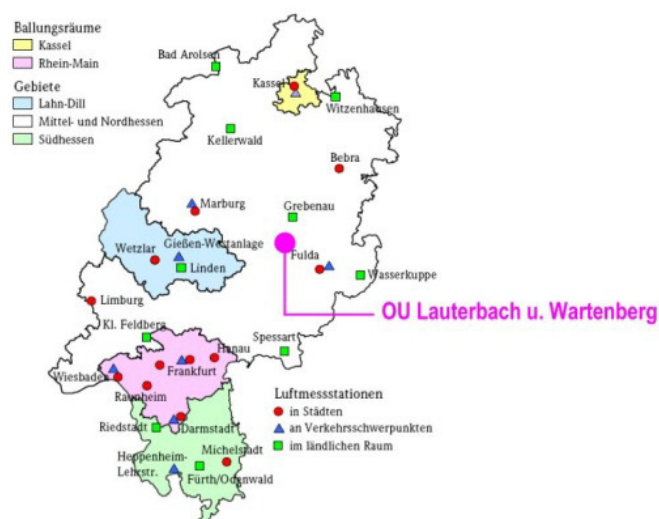 Ballungsräume
Kassel
Rhein-Main
Gebiete
Lahn-Dill
Mittel- und Nordhessen
Südhessen
Bad Arolsen
Kassel
Witzenhausen
Kellerwald
Bebra
Marburg
Grebenau
Gießen-Westanlage
Wetzlar
Linden
Fulda
Wasserkuppe
Limburg
OU Lauterbach u. Wartenberg
Kl. Feldberg
Spessart
Hanau
Frankfurt
Wiesbaden
Raunheim
Riedstadt
Darmstadt
Michelstadt
Heppenheim-
Lehrstr.
Fürth/Odenwald
Luftmessstationen
in Städten
an Verkehrsschwerpunkten
im ländlichen Raum